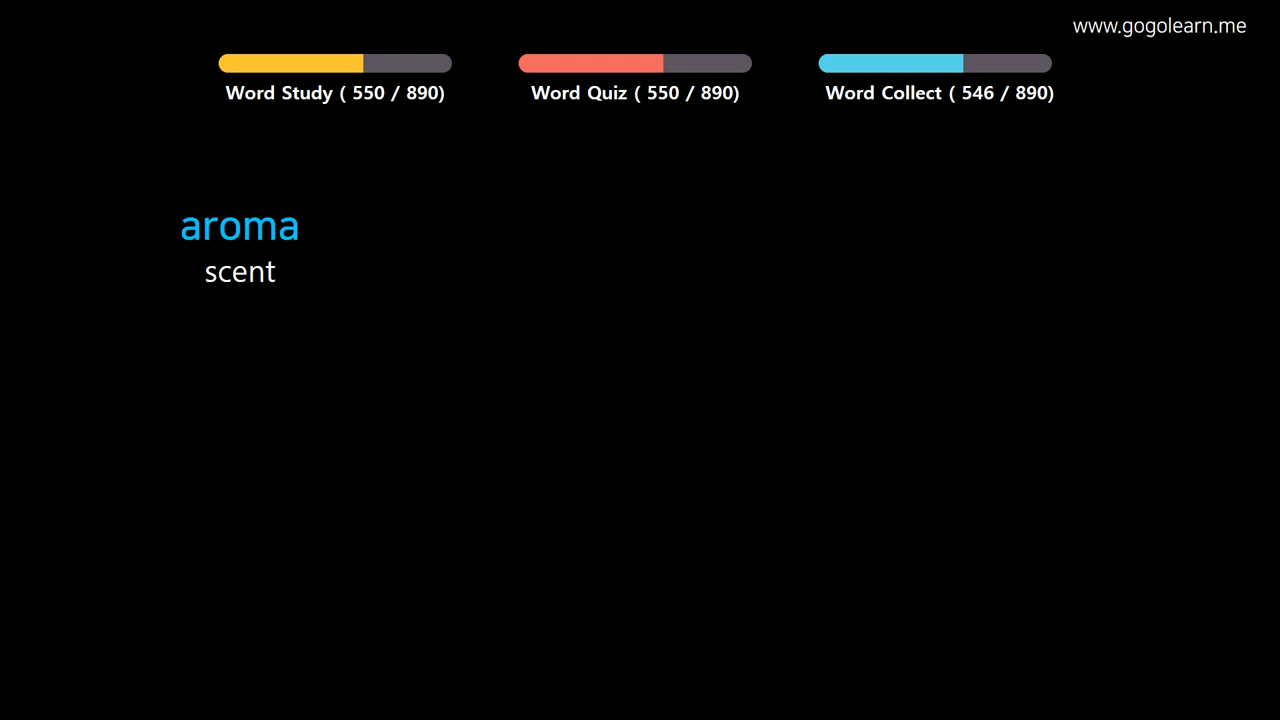 www.gogolearn.me
Word Study ( 550 / 890)
Word Quiz ( 550 / 890)
Word Collect ( 546 / 890)
aroma
scent